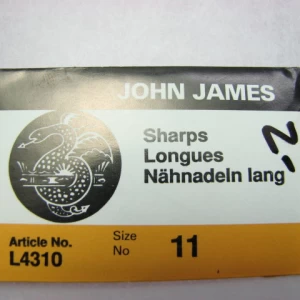 JOHN JAMES
Sharps
Longues
Nähnadeln lang
Article No.
L4310
Size
No
11